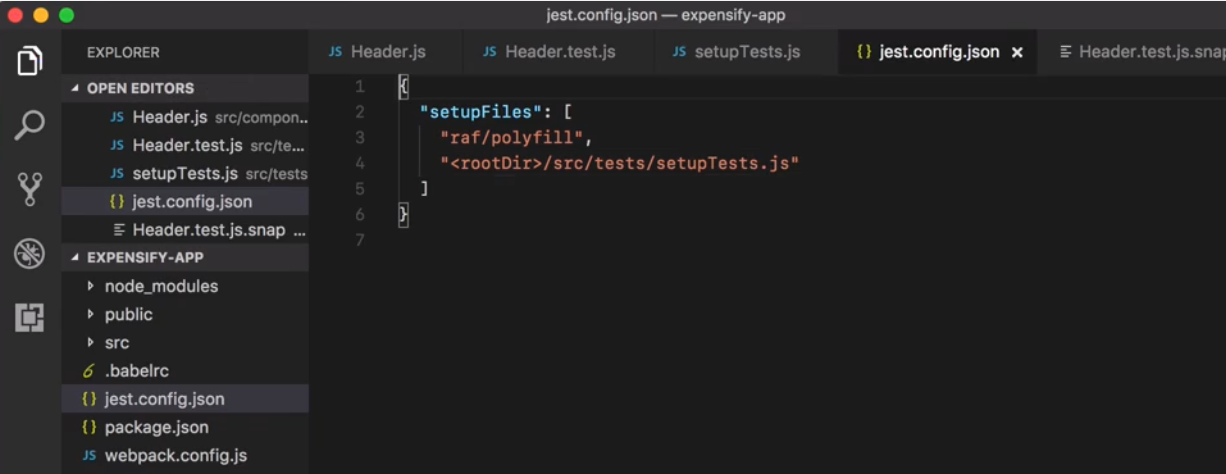 jest.config.json — expensify-app
EXPLORER
JS Header.js
JS Header.test.js
JS setupTests.js
{} jest.config.json ×
Header.test.js.snap
OPEN EDITORS
JS Header.js src/compon...
JS Header.test.js src/te...
JS setupTests.js src/tests
{} jest.config.json
Header.test.js.snap ...
EXPENSIFY-APP
node_modules
public
src
.babelrc
{} jest.config.json
{} package.json
JS webpack.config.js
1 {
2 "setupFiles": [
3 "raf/polyfill",
4 "<rootDir>/src/tests/setupTests.js"
5 ]
6 }
7